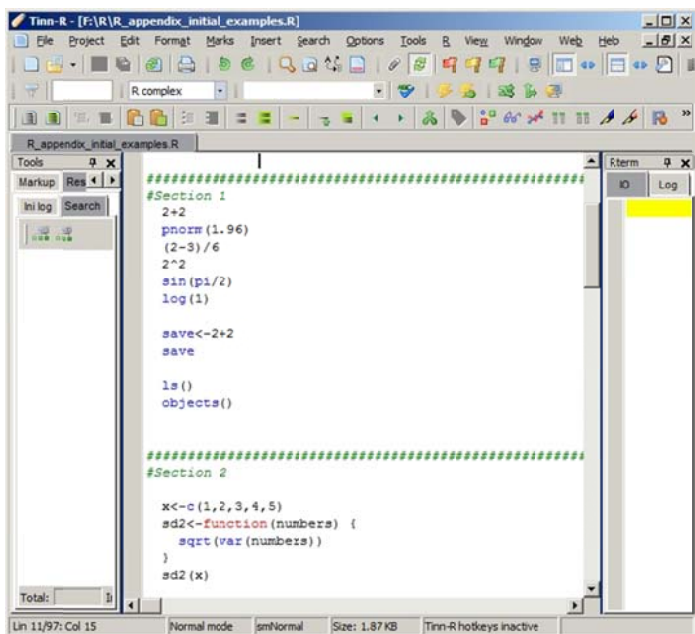 Tinn-R - [F:\R\R_appendix_initial_examples.R]
File Project Edit Format Marks Insert Search Options Tools R View Window Web Help
R complex
R_appendix_initial_examples.R
Tools
Markup Res
Ini log Search
Total:
##############################################################
#Section 1
2+2
pnorm(1.96)
(2-3)/6
2^2
sin(pi/2)
log(1)
save<-2+2
save
ls()
objects()
##############################################################
#Section 2
x<-c(1,2,3,4,5)
sd2<-function(numbers) {
sqrt(var(numbers))
}
sd2(x)
Rterm
IO Log
Lin 11/97: Col 15 Normal mode smNormal Size: 1.87 KB Tinn-R hotkeys inactive